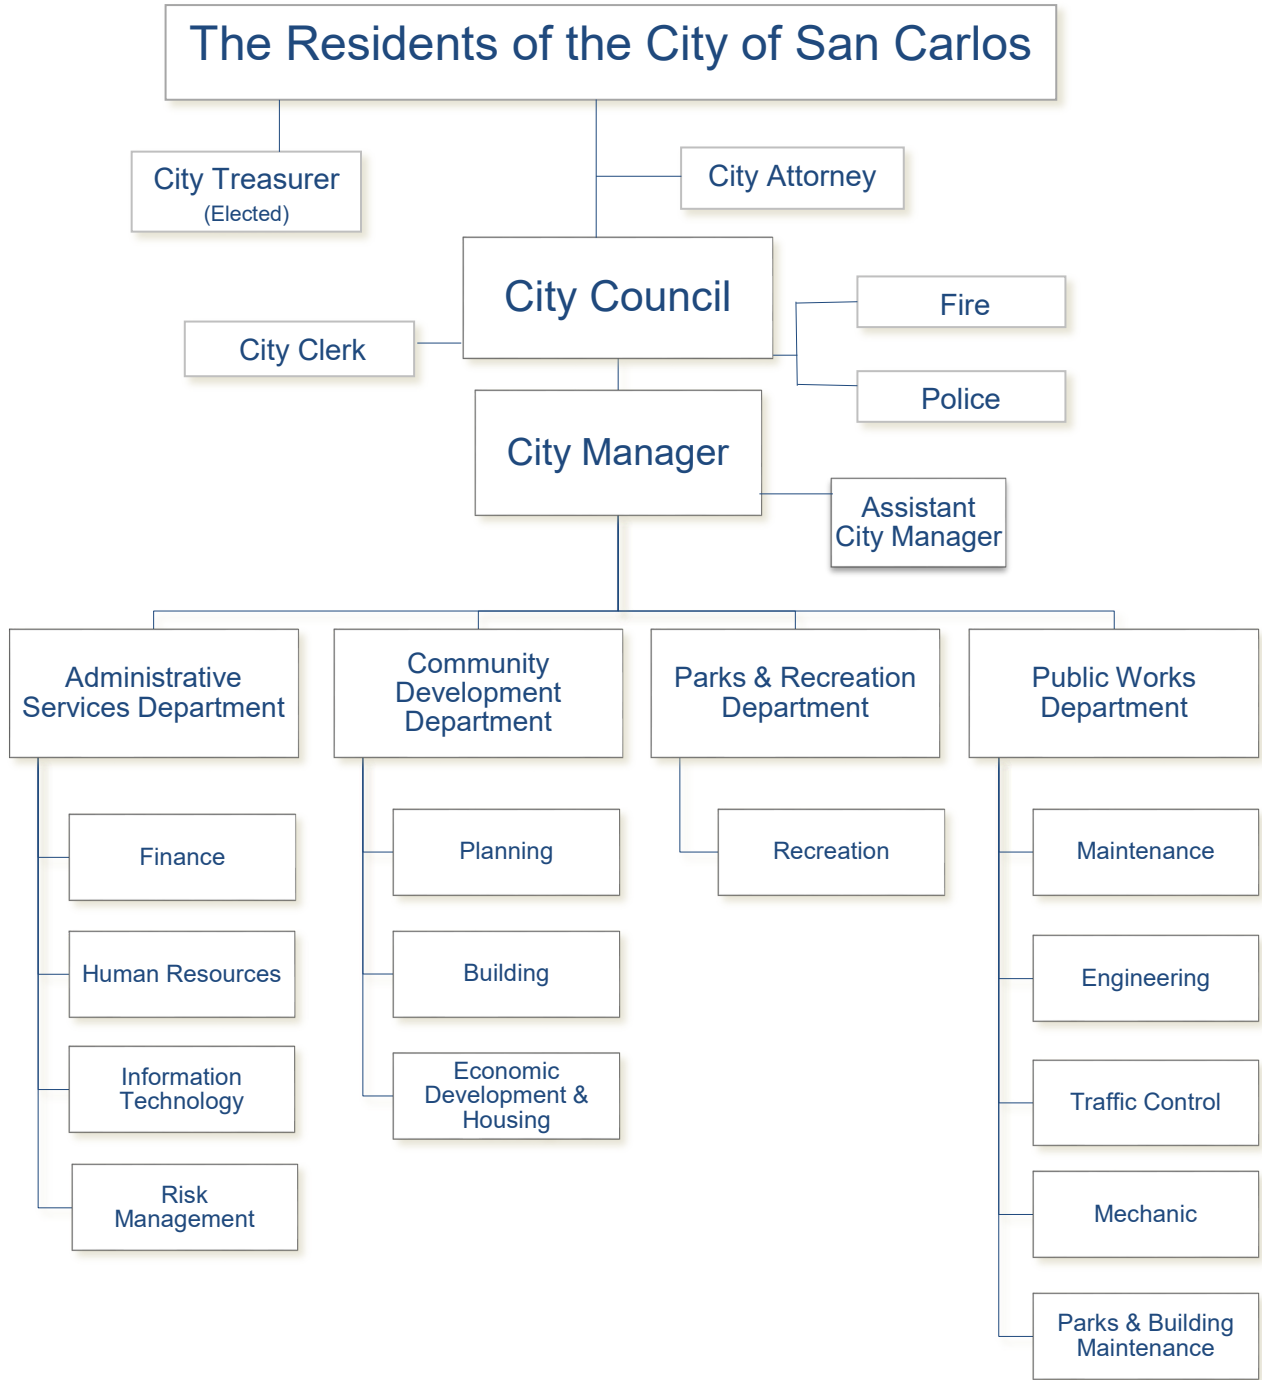 The Residents of the City of San Carlos
City Treasurer
(Elected)
City Attorney
City Council
Fire
City Clerk
Police
City Manager
Assistant
City Manager
Administrative
Services Department
Community
Development
Department
Parks & Recreation
Department
Public Works
Department
Finance
Human Resources
Information
Technology
Risk
Management
Planning
Building
Economic
Development &
Housing
Recreation
Maintenance
Engineering
Traffic Control
Mechanic
Parks & Building
Maintenance